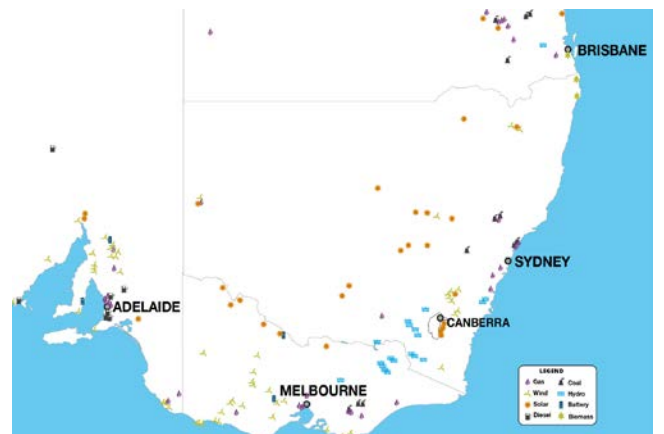 BRISBANE
SYDNEY
ADELAIDE
CANBERRA
MELBOURNE
LEGEND
Gas Coal
Wind Hydro
Solar Battery
Diesel Biomass